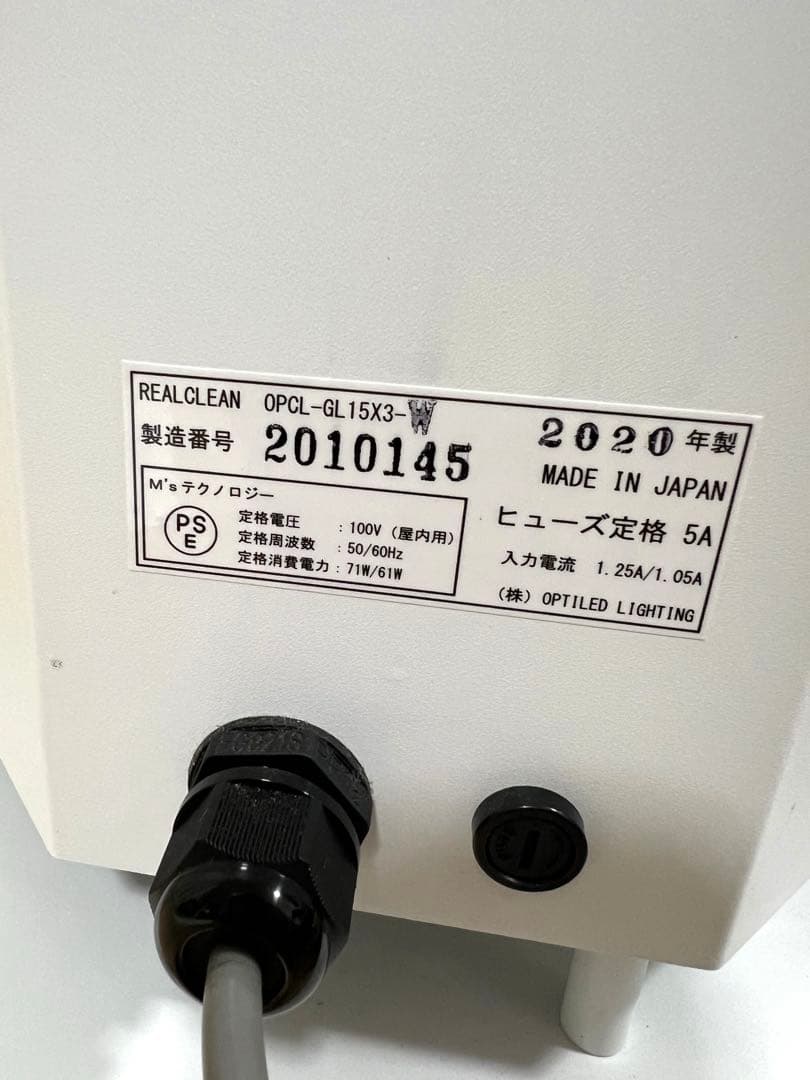 REALCLEAN OPCL-GL15X3-W
製造番号 2010145
2020年製
MADE IN JAPAN
M'sテクノロジー
PSE
定格電圧 : 100V (屋内用)
定格周波数 : 50/60Hz
定格消費電力 : 71W/61W
ヒューズ定格 5A
入力電流 1.25A/1.05A
(株) OPTILED LIGHTING